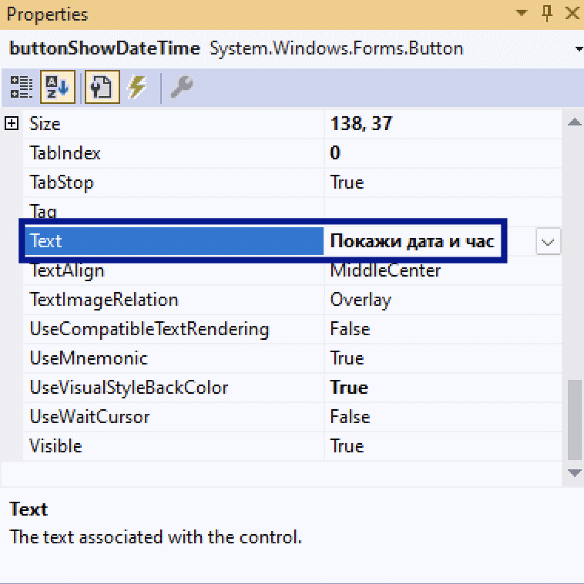 Properties
buttonShowDateTime System.Windows.Forms.Button
Size 138, 37
TabIndex 0
TabStop True
Tag
Text Покажи дата и час
TextAlign MiddleCenter
TextImageRelation Overlay
UseCompatibleTextRendering False
UseMnemonic True
UseVisualStyleBackColor True
UseWaitCursor False
Visible True
Text
The text associated with the control.